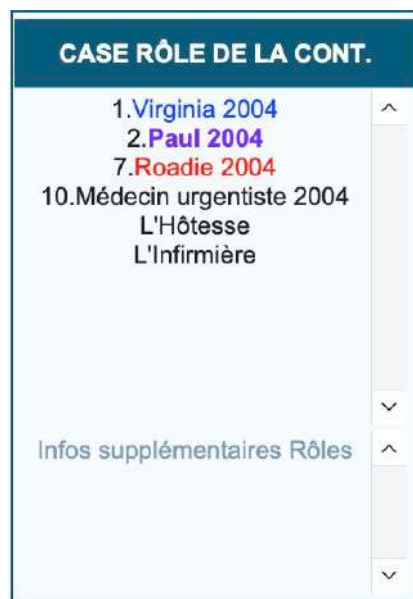 CASE RÔLE DE LA CONT.
1.Virginia 2004
2.Paul 2004
7.Roadie 2004
10.Médecin urgentiste 2004
L'Hôtesse
L'Infirmière
Infos supplémentaires Rôles